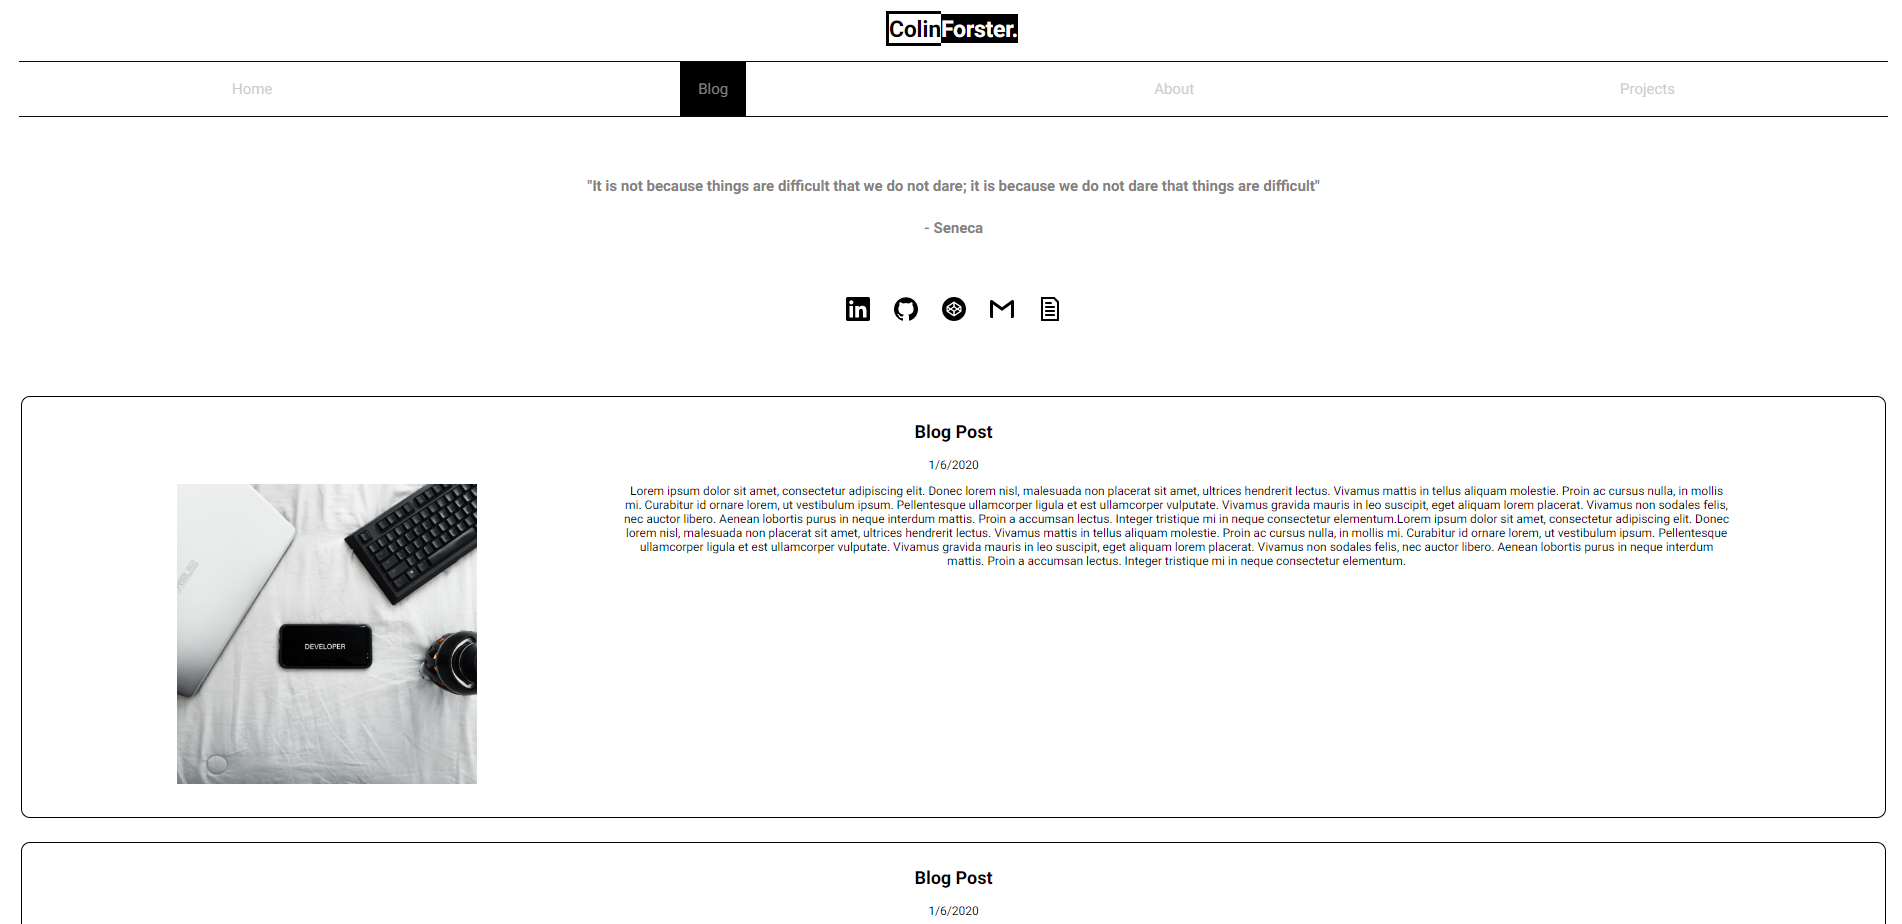 ColinForster.
Home Blog About Projects
"It is not because things are difficult that we do not dare; it is because we do not dare that things are difficult"
- Seneca
in
Blog Post
1/6/2020
Lorem ipsum dolor sit amet, consectetur adipiscing elit. Donec lorem nisl, malesuada non placerat sit amet, ultrices hendrerit lectus. Vivamus mattis in tellus aliquam molestie. Proin ac cursus nulla, in mollis
mi. Curabitur id ornare lorem, ut vestibulum ipsum. Pellentesque ullamcorper ligula et est ullamcorper vulputate. Vivamus gravida mauris in leo suscipit, eget aliquam lorem placerat. Vivamus non sodales felis,
nec auctor libero. Aenean lobortis purus in neque interdum mattis. Proin a accumsan lectus. Integer tristique mi in neque consectetur elementum.Lorem ipsum dolor sit amet, consectetur adipiscing elit. Donec
lorem nisl, malesuada non placerat sit amet, ultrices hendrerit lectus. Vivamus mattis in tellus aliquam molestie. Proin ac cursus nulla, in mollis mi. Curabitur id ornare lorem, ut vestibulum ipsum. Pellentesque
ullamcorper ligula et est ullamcorper vulputate. Vivamus gravida mauris in leo suscipit, eget aliquam lorem placerat. Vivamus non sodales felis, nec auctor libero. Aenean lobortis purus in neque interdum
mattis. Proin a accumsan lectus. Integer tristique mi in neque consectetur elementum.
DEVELOPER
Blog Post
1/6/2020